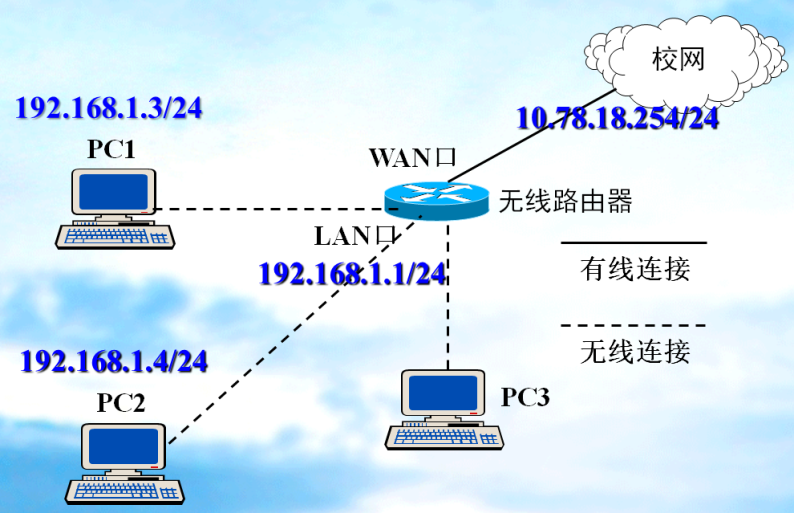 校网
192.168.1.3/24
10.78.18.254/24
PC1
WAN口
无线路由器
LAN口
192.168.1.1/24
有线连接
192.168.1.4/24
无线连接
PC2
PC3